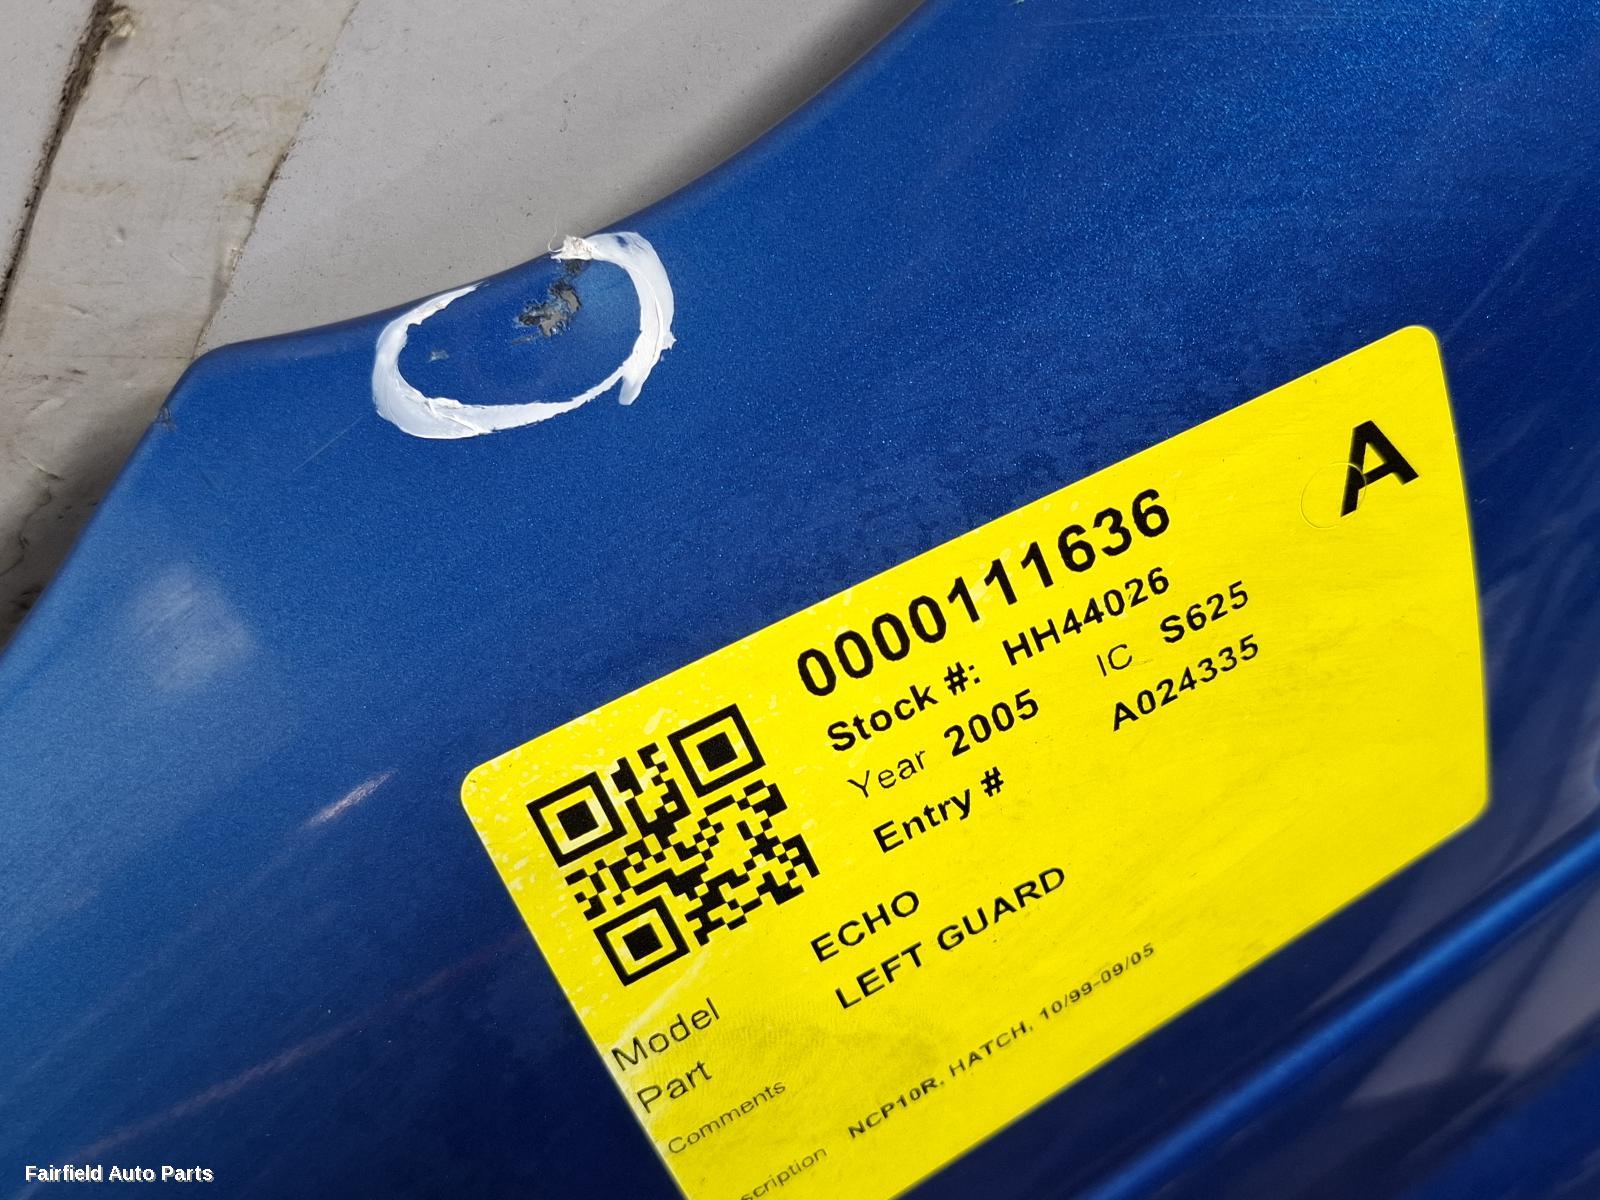 A
0000111636
Stock #: HH44026
Year 2005 IC S625
Entry # A024335
Model ECHO
Part LEFT GUARD
Comments
scription NCP10R, HATCH, 10/99-09/05
Fairfield Auto Parts